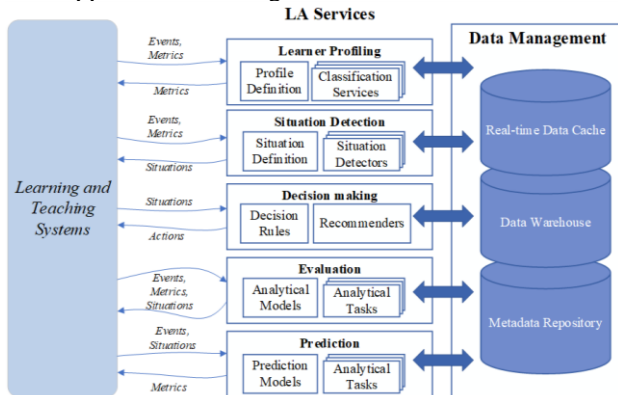 LA Services
Data Management
Learning and
Teaching
Systems
Events,
Metrics
Metrics
Learner Profiling
Profile
Definition
Classification
Services
Events,
Metrics
Situations
Situation Detection
Situation
Definition
Situation
Detectors
Situations
Actions
Decision making
Decision
Rules
Recommenders
Events,
Metrics,
Situations
Evaluation
Analytical
Models
Analytical
Tasks
Events,
Situations
Metrics
Prediction
Prediction
Models
Analytical
Tasks
Real-time Data Cache
Data Warehouse
Metadata Repository